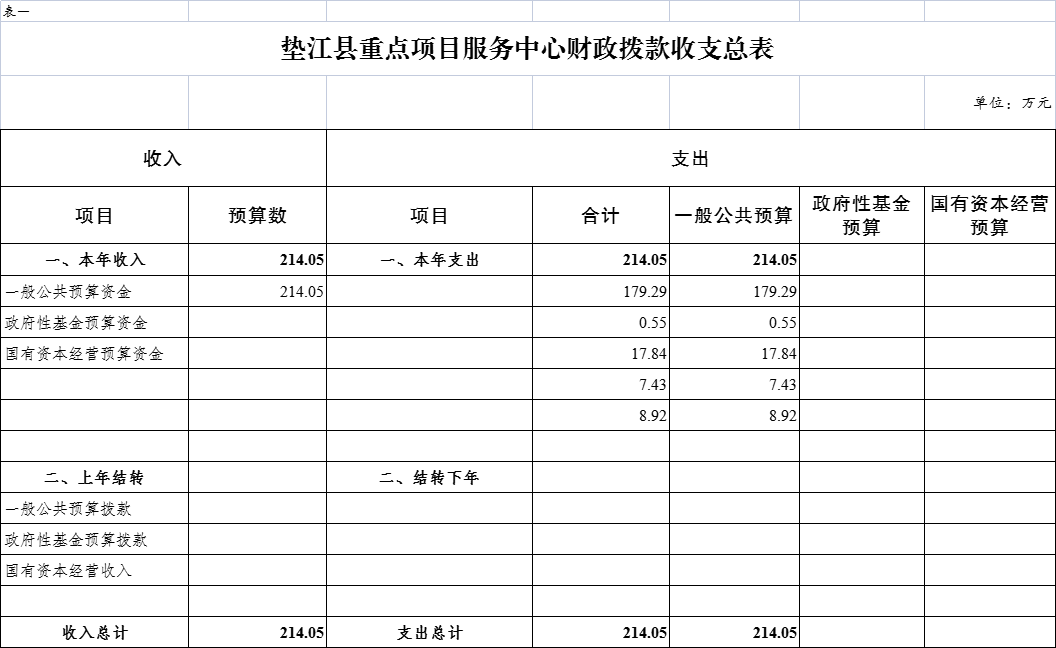 表一
垫江县重点项目服务中心财政拨款收支总表
单位：万元
收入 支出
项目 预算数 项目 合计 一般公共预算 政府性基金预算 国有资本经营预算
一、本年收入 214.05 一、本年支出 214.05 214.05
一般公共预算资金 214.05 179.29 179.29
政府性基金预算资金 0.55 0.55
国有资本经营预算资金 17.84 17.84
7.43 7.43
8.92 8.92
二、上年结转 二、结转下年
一般公共预算拨款
政府性基金预算拨款
国有资本经营收入
收入总计 214.05 支出总计 214.05 214.05